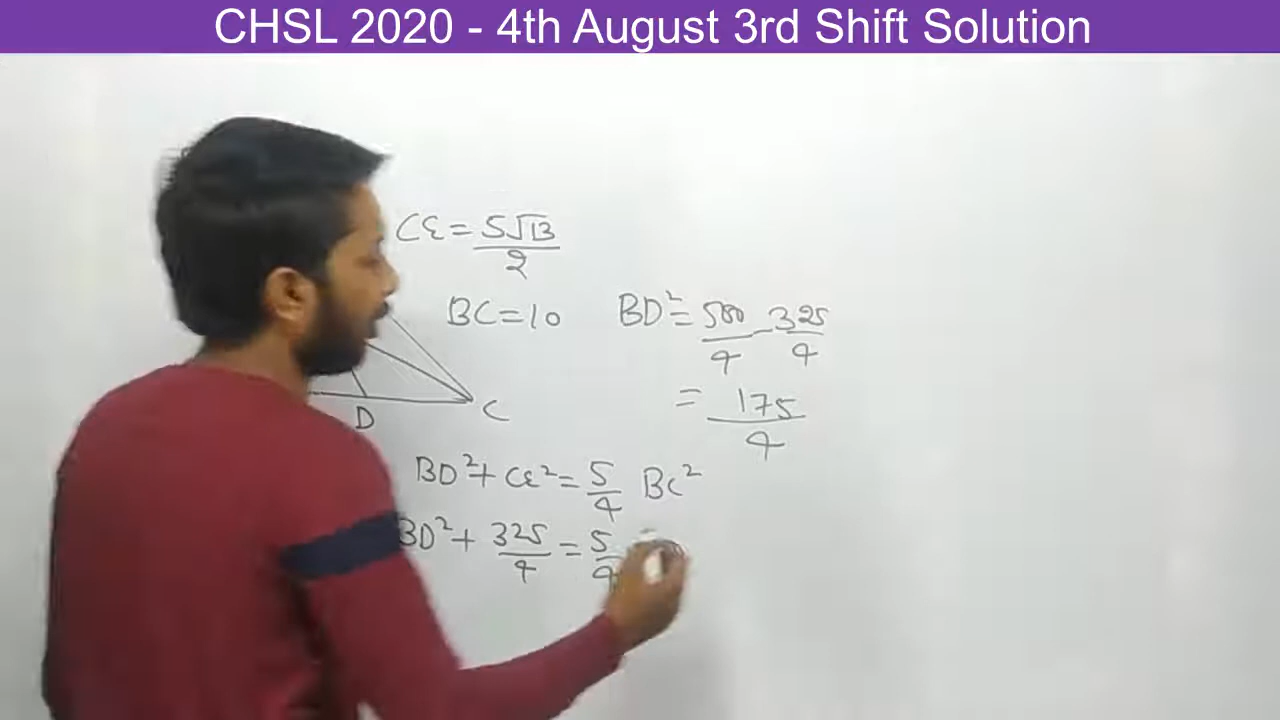 CHSL 2020 - 4th August 3rd Shift Solution
CE = 5√13 / 2
BC = 10
BD² = 500/4 - 325/4
= 175/4
D
C
BD² + CE² = 5/4 BC²
BD² + 325/4 = 5/4